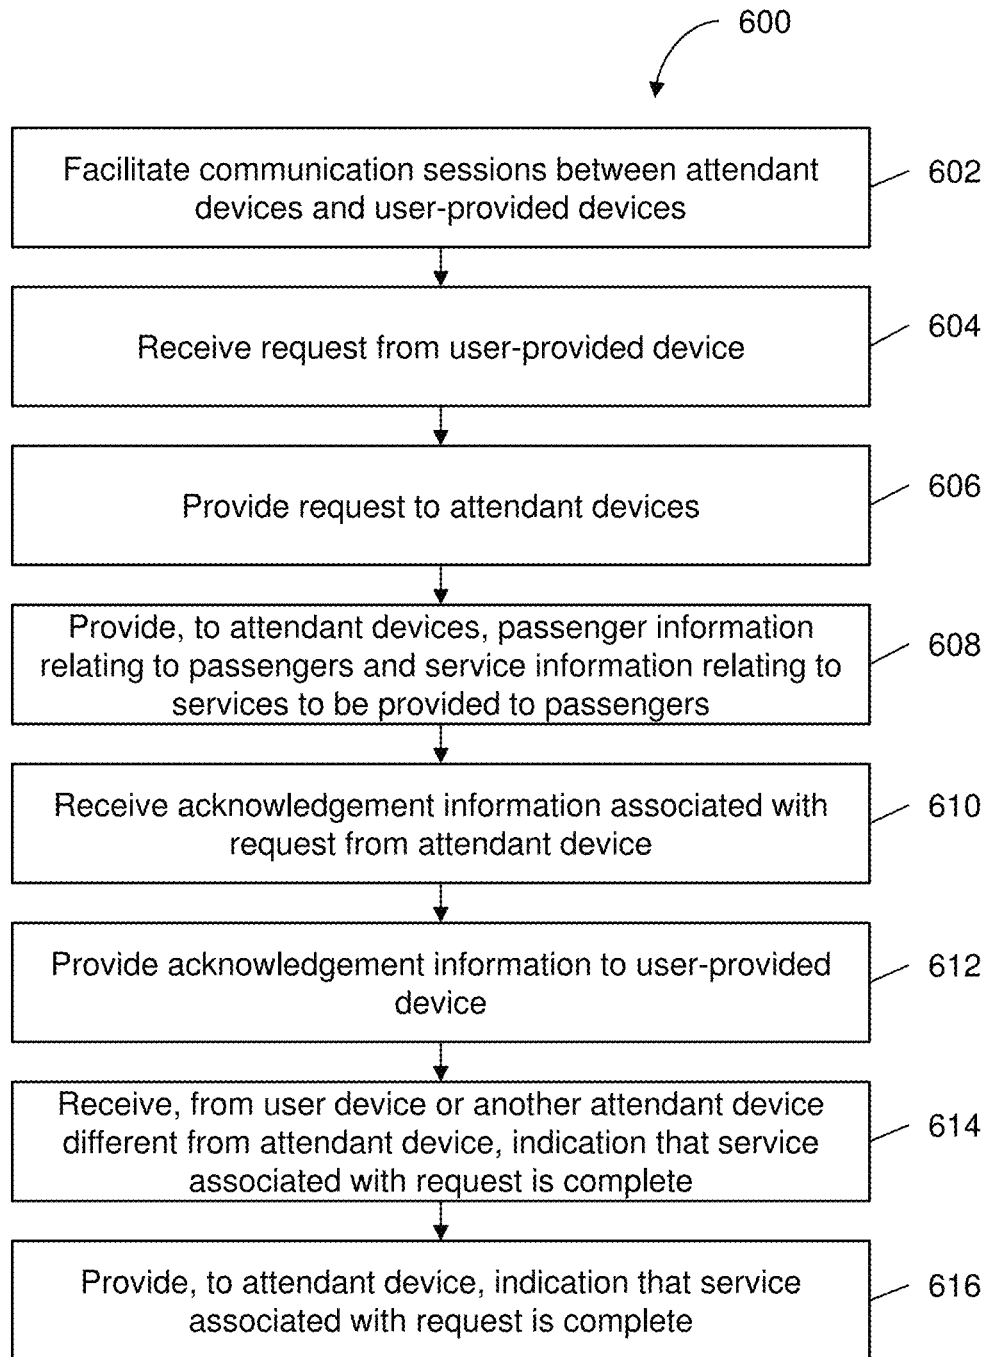 600
Facilitate communication sessions between attendant
devices and user-provided devices
602
Receive request from user-provided device
604
Provide request to attendant devices
606
Provide, to attendant devices, passenger information
relating to passengers and service information relating to
services to be provided to passengers
608
Receive acknowledgement information associated with
request from attendant device
610
Provide acknowledgement information to user-provided
device
612
Receive, from user device or another attendant device
different from attendant device, indication that service
associated with request is complete
614
Provide, to attendant device, indication that service
associated with request is complete
616